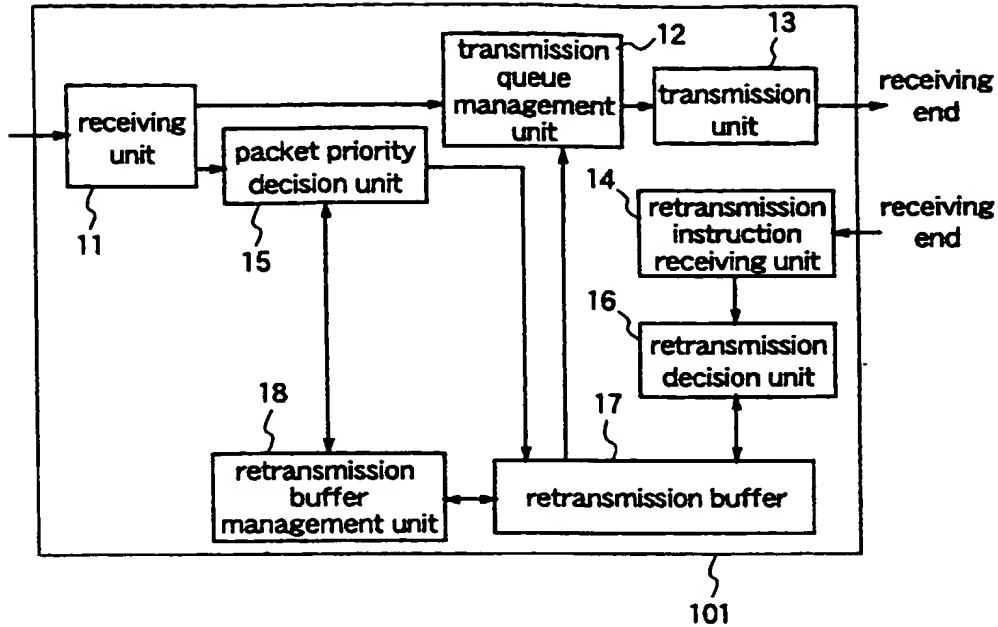 12
transmission
queue
management
unit
13
transmission
unit
receiving
end
receiving
unit
11
packet priority
decision unit
15
14
retransmission
instruction
receiving unit
receiving
end
16
retransmission
decision unit
18
retransmission
buffer
management unit
17
retransmission buffer
101